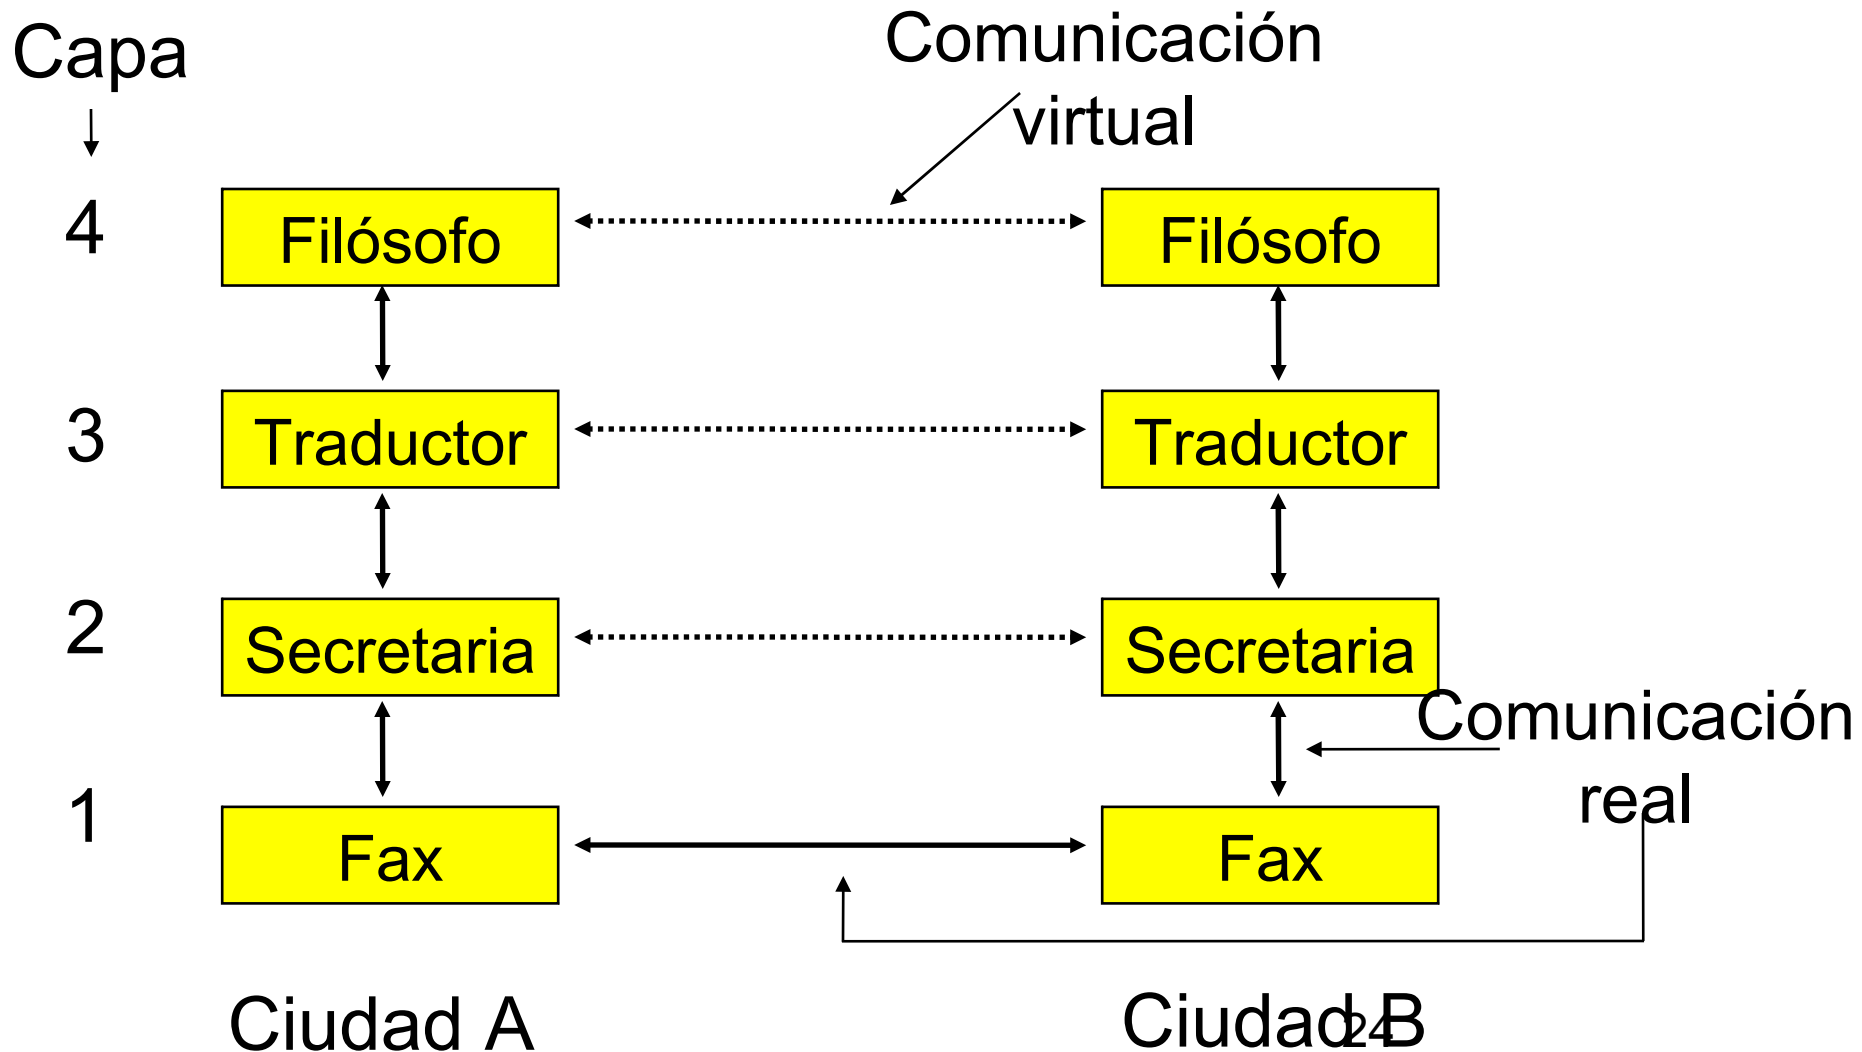 Capa
Comunicación
virtual
4
Filósofo
Filósofo
3
Traductor
Traductor
2
Secretaria
Secretaria
Comunicación
real
1
Fax
Fax
Ciudad A
Ciudad B
24